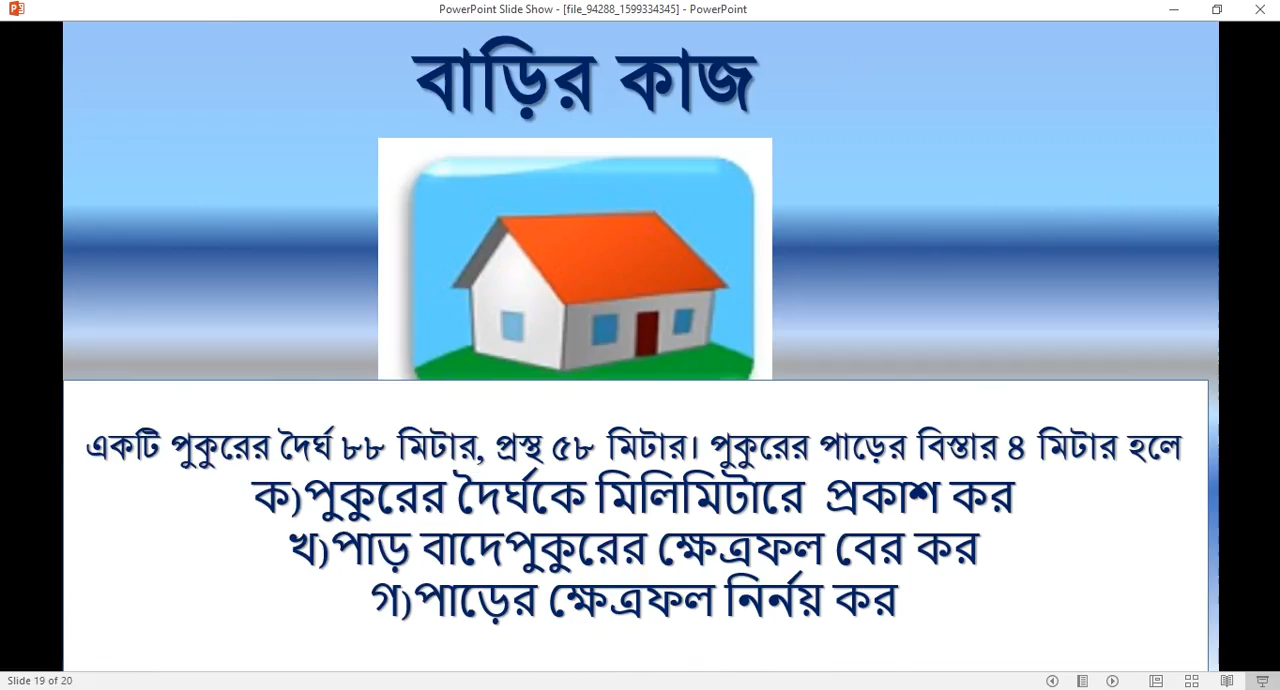 PowerPoint Slide Show - [file_94288_1599334345] - PowerPoint
বাড়ির কাজ
একটি পুকুরের দৈর্ঘ ৮৮ মিটার, প্রস্থ ৫৮ মিটার। পুকুরের পাড়ের বিস্তার ৪ মিটার হলে
ক)পুকুরের দৈর্ঘকে মিলিমিটারে প্রকাশ কর
খ)পাড় বাদেপুকুরের ক্ষেত্রফল বের কর
গ)পাড়ের ক্ষেত্রফল নির্নয় কর
Slide 19 of 20